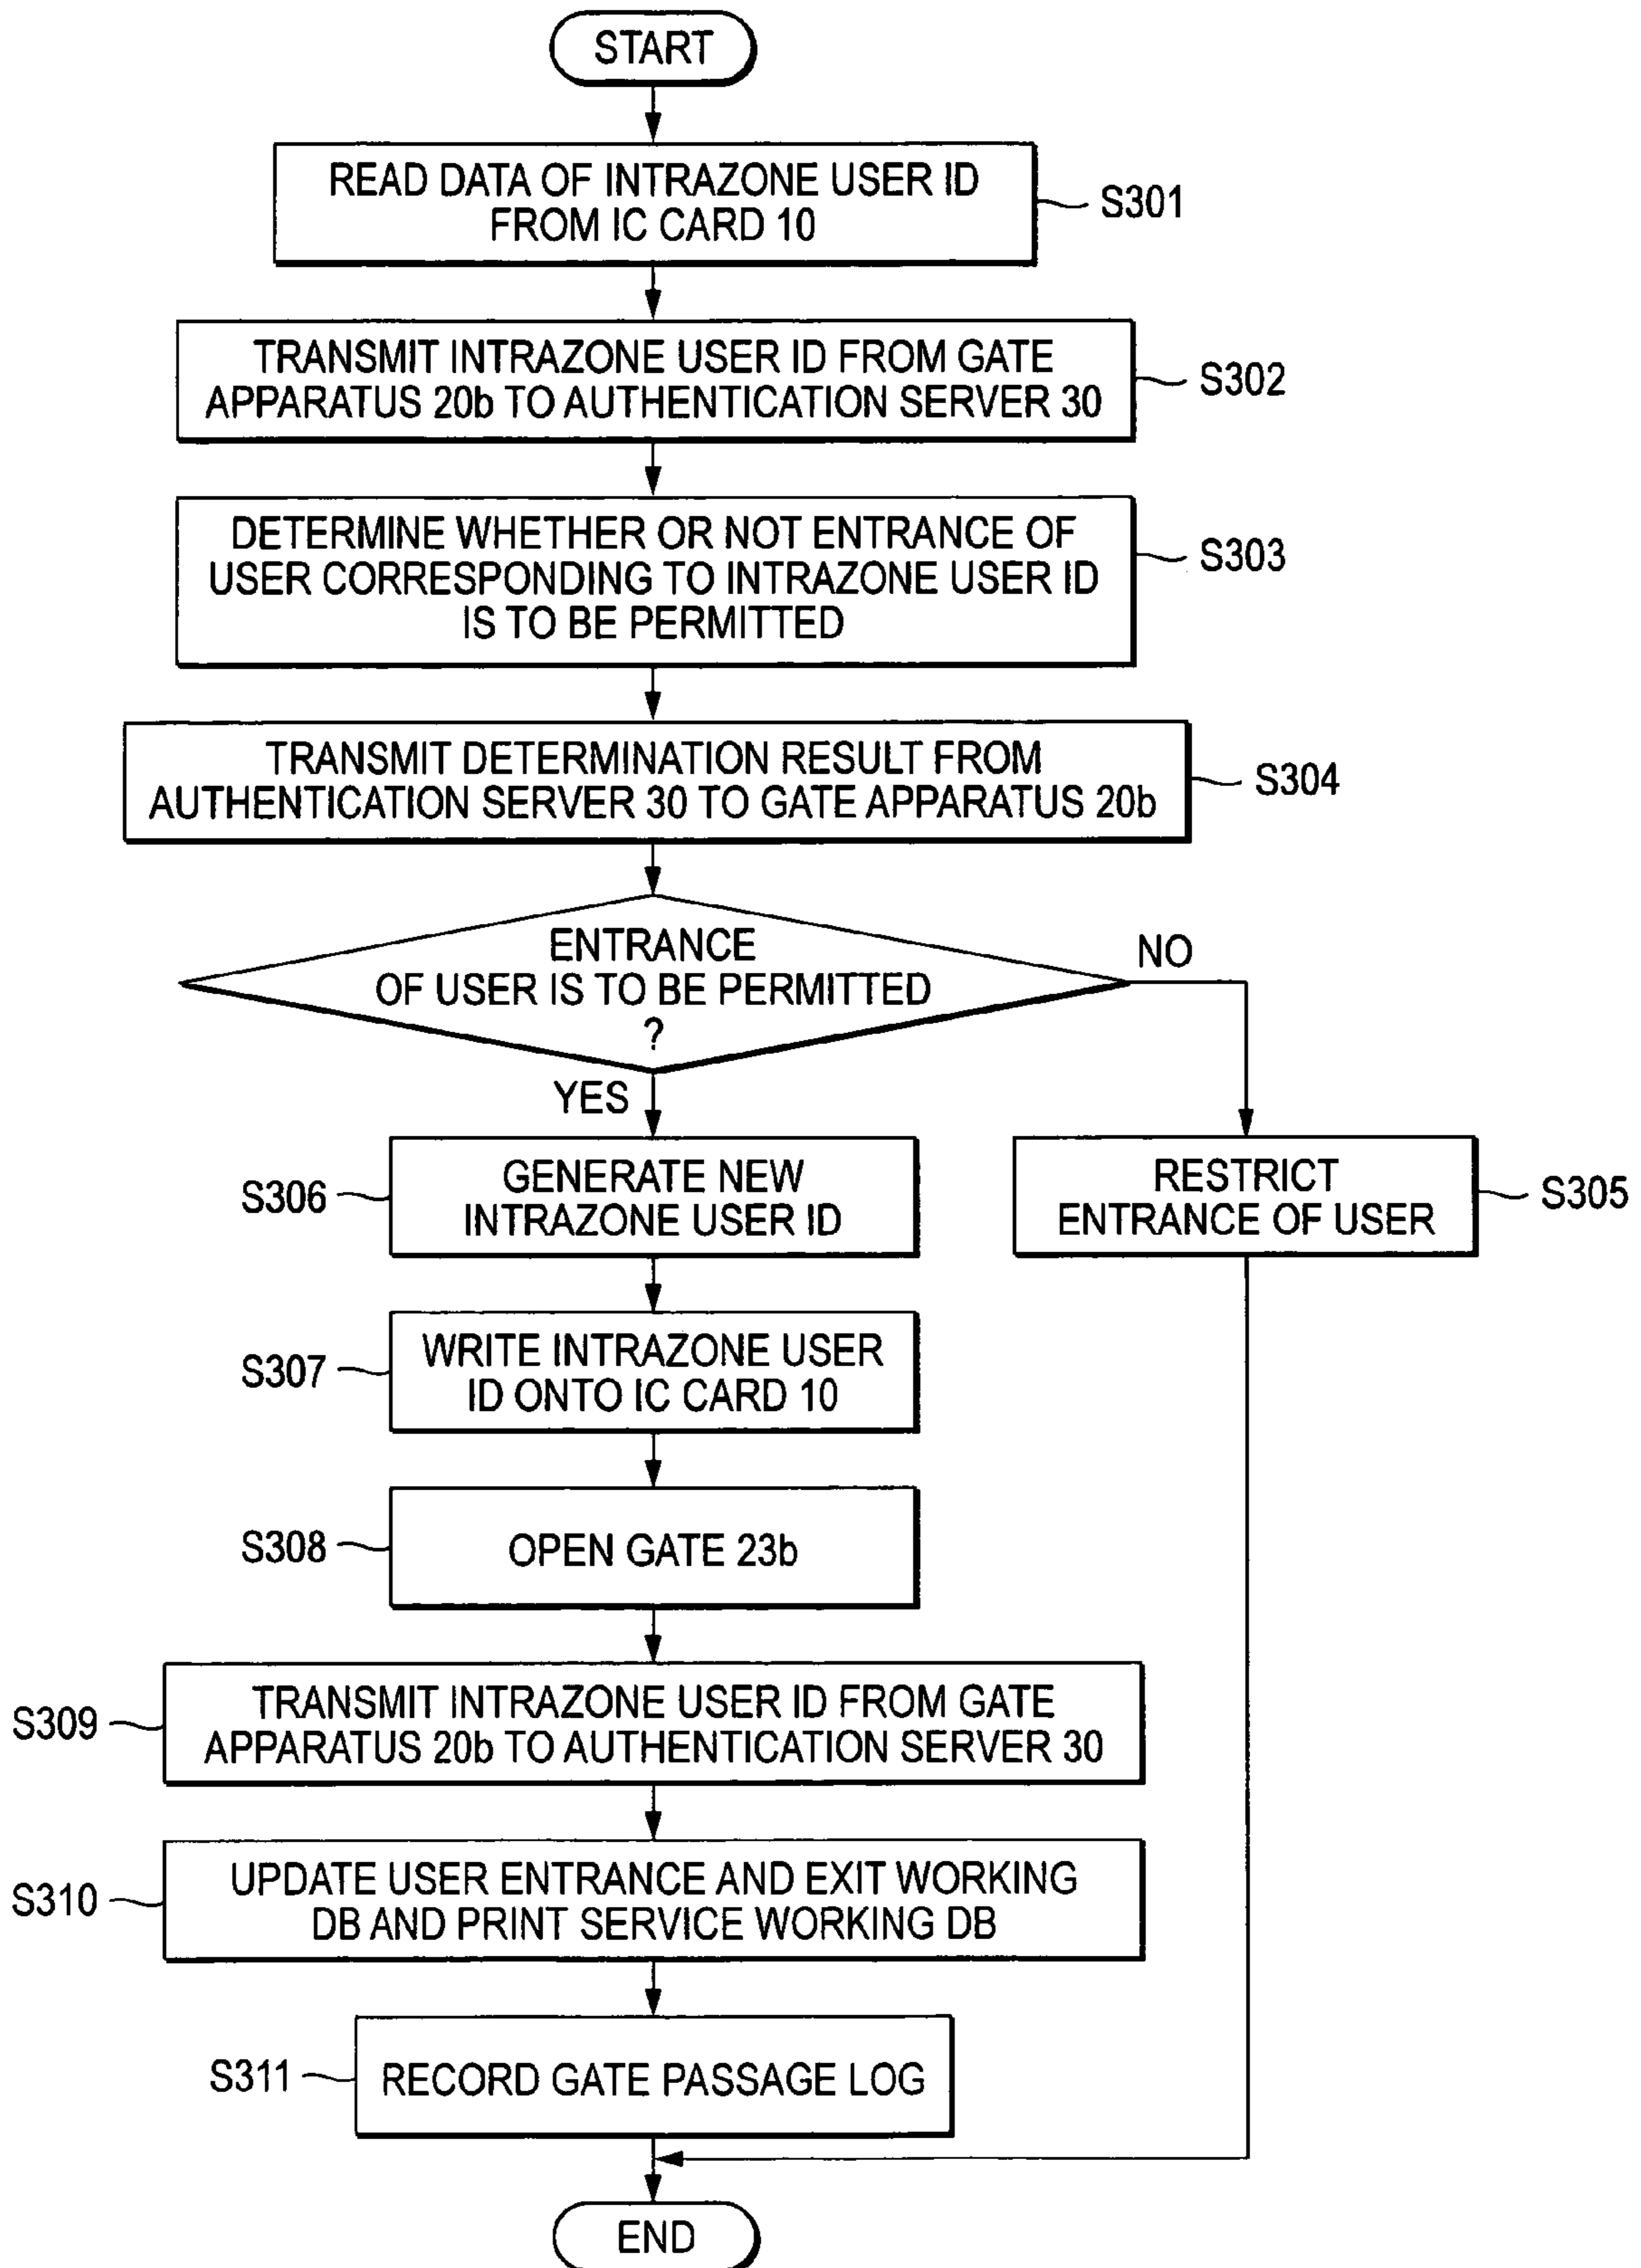 START
READ DATA OF INTRAZONE USER ID
FROM IC CARD 10
S301
TRANSMIT INTRAZONE USER ID FROM GATE
APPARATUS 20b TO AUTHENTICATION SERVER 30
S302
DETERMINE WHETHER OR NOT ENTRANCE OF
USER CORRESPONDING TO INTRAZONE USER ID
IS TO BE PERMITTED
S303
TRANSMIT DETERMINATION RESULT FROM
AUTHENTICATION SERVER 30 TO GATE APPARATUS 20b
S304
ENTRANCE
OF USER IS TO BE PERMITTED
?
NO
YES
S306
GENERATE NEW
INTRAZONE USER ID
RESTRICT
ENTRANCE OF USER
S305
S307
WRITE INTRAZONE USER
ID ONTO IC CARD 10
S308
OPEN GATE 23b
S309
TRANSMIT INTRAZONE USER ID FROM GATE
APPARATUS 20b TO AUTHENTICATION SERVER 30
S310
UPDATE USER ENTRANCE AND EXIT WORKING
DB AND PRINT SERVICE WORKING DB
S311
RECORD GATE PASSAGE LOG
END